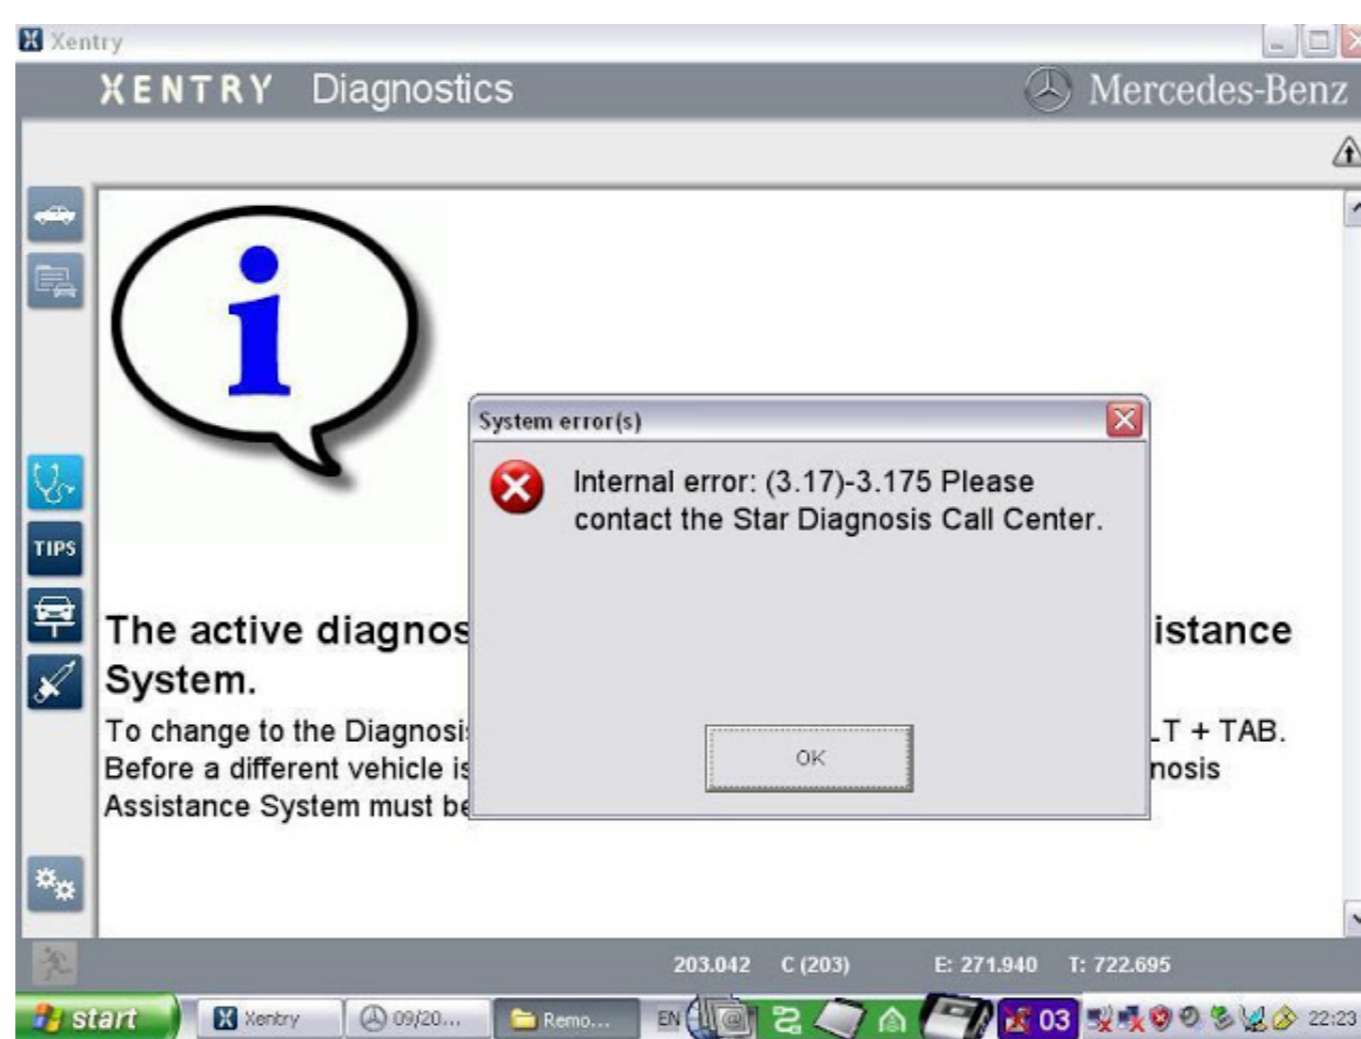 Xentry
XENTRY Diagnostics Mercedes-Benz
System error(s)
Internal error: (3.17)-3.175 Please
contact the Star Diagnosis Call Center.
TIPS
The active diagnos istance
System.
To change to the Diagnosi LT + TAB.
OK
Before a different vehicle is nosis
Assistance System must be
203.042 C (203) E: 271.940 T: 722.695
start Xentry 09/20... Remo... EN 03 22:23